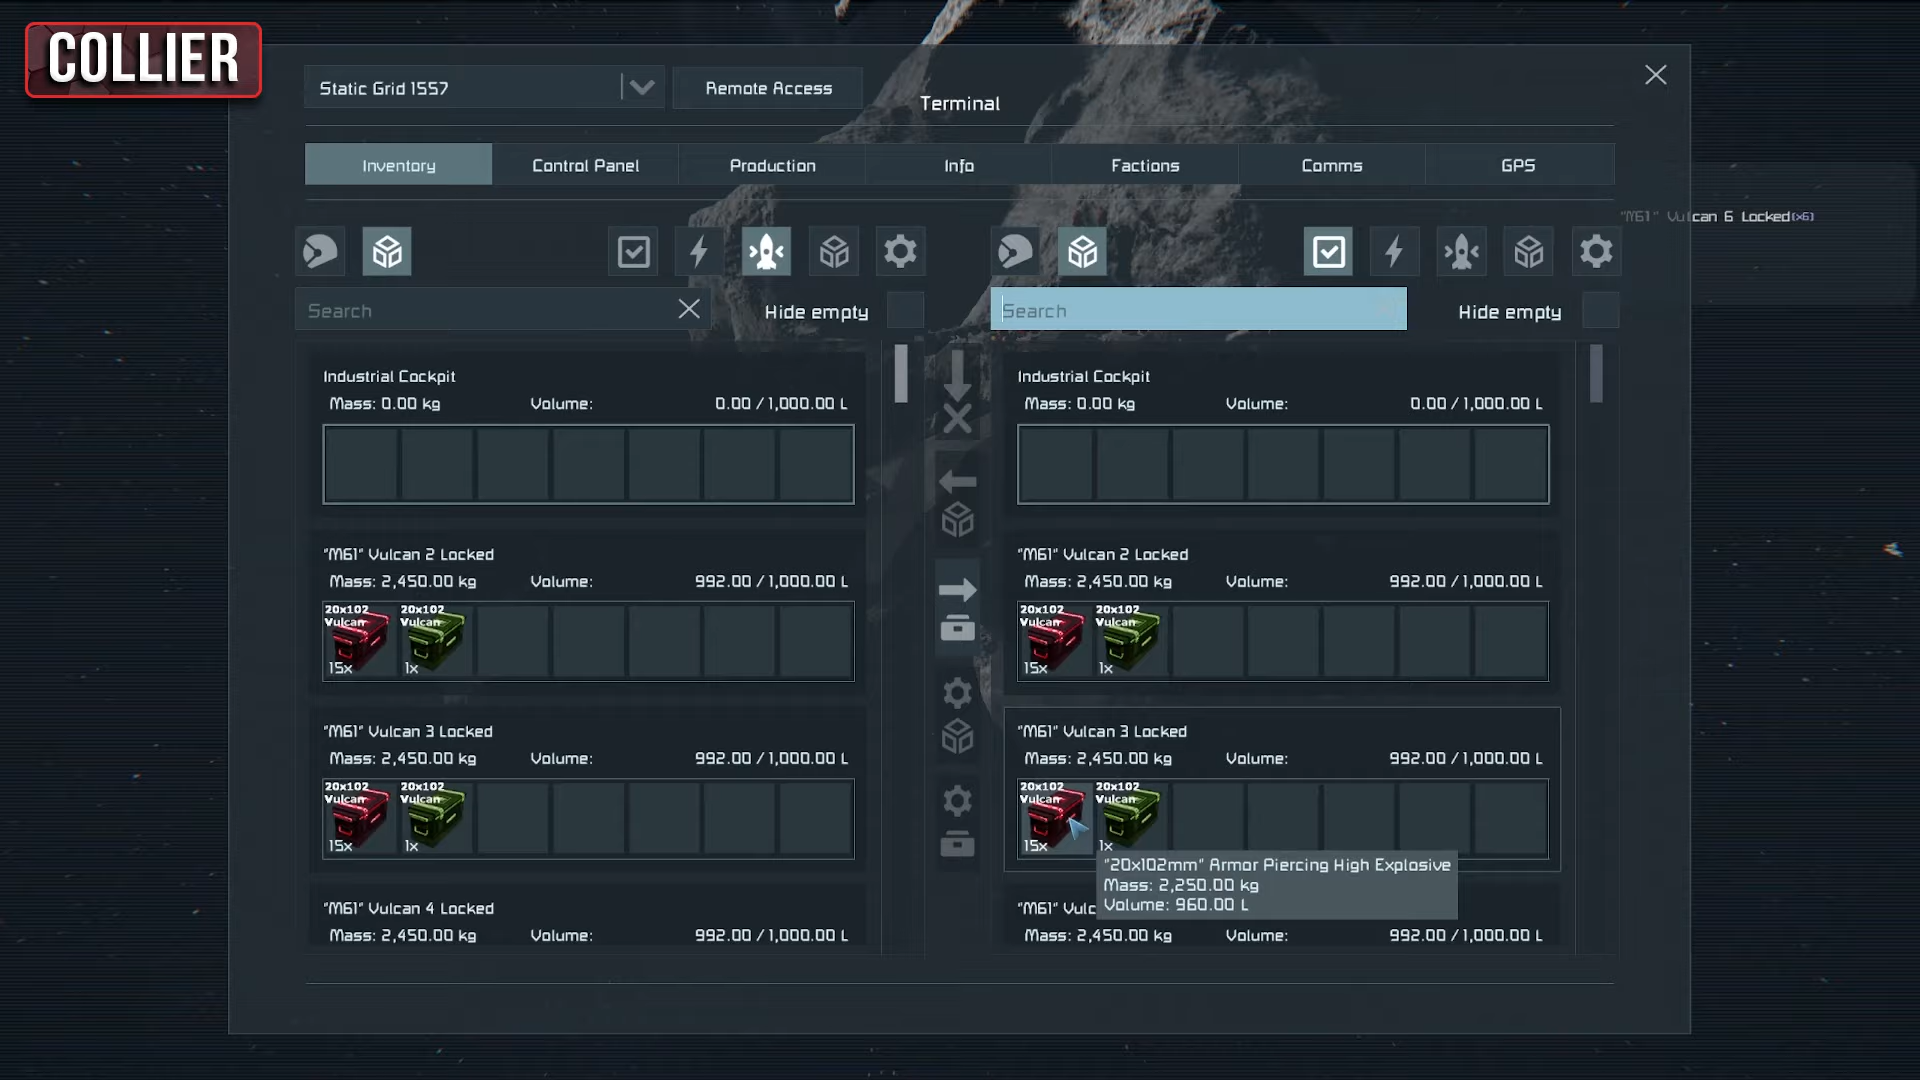 COLLIER
Static Grid 1557
Remote Access
Terminal
Inventory
Control Panel
Production
Info
Factions
Comms
GPS
"M61" Vulcan 6 Locked(x6)
Search
Hide empty
Search
Hide empty
Industrial Cockpit
Mass: 0.00 kg Volume: 0.00 / 1,000.00 L
"M61" Vulcan 2 Locked
Mass: 2,450.00 kg Volume: 992.00 / 1,000.00 L
20x102 20x102
Vulcan Vulcan
15x 1x
"M61" Vulcan 3 Locked
Mass: 2,450.00 kg Volume: 992.00 / 1,000.00 L
20x102 20x102
Vulcan Vulcan
15x 1x
"M61" Vulcan 4 Locked
Mass: 2,450.00 kg Volume: 992.00 / 1,000.00 L
Industrial Cockpit
Mass: 0.00 kg Volume: 0.00 / 1,000.00 L
"M61" Vulcan 2 Locked
Mass: 2,450.00 kg Volume: 992.00 / 1,000.00 L
20x102 20x102
Vulcan Vulcan
15x 1x
"M61" Vulcan 3 Locked
Mass: 2,450.00 kg Volume: 992.00 / 1,000.00 L
20x102 20x102
Vulcan Vulcan
15x 1x
"20x102mm" Armor Piercing High Explosive
Mass: 2,250.00 kg
Volume: 960.00 L
"M61" Vulc
Mass: 2,450.00 kg Volume: 992.00 / 1,000.00 L